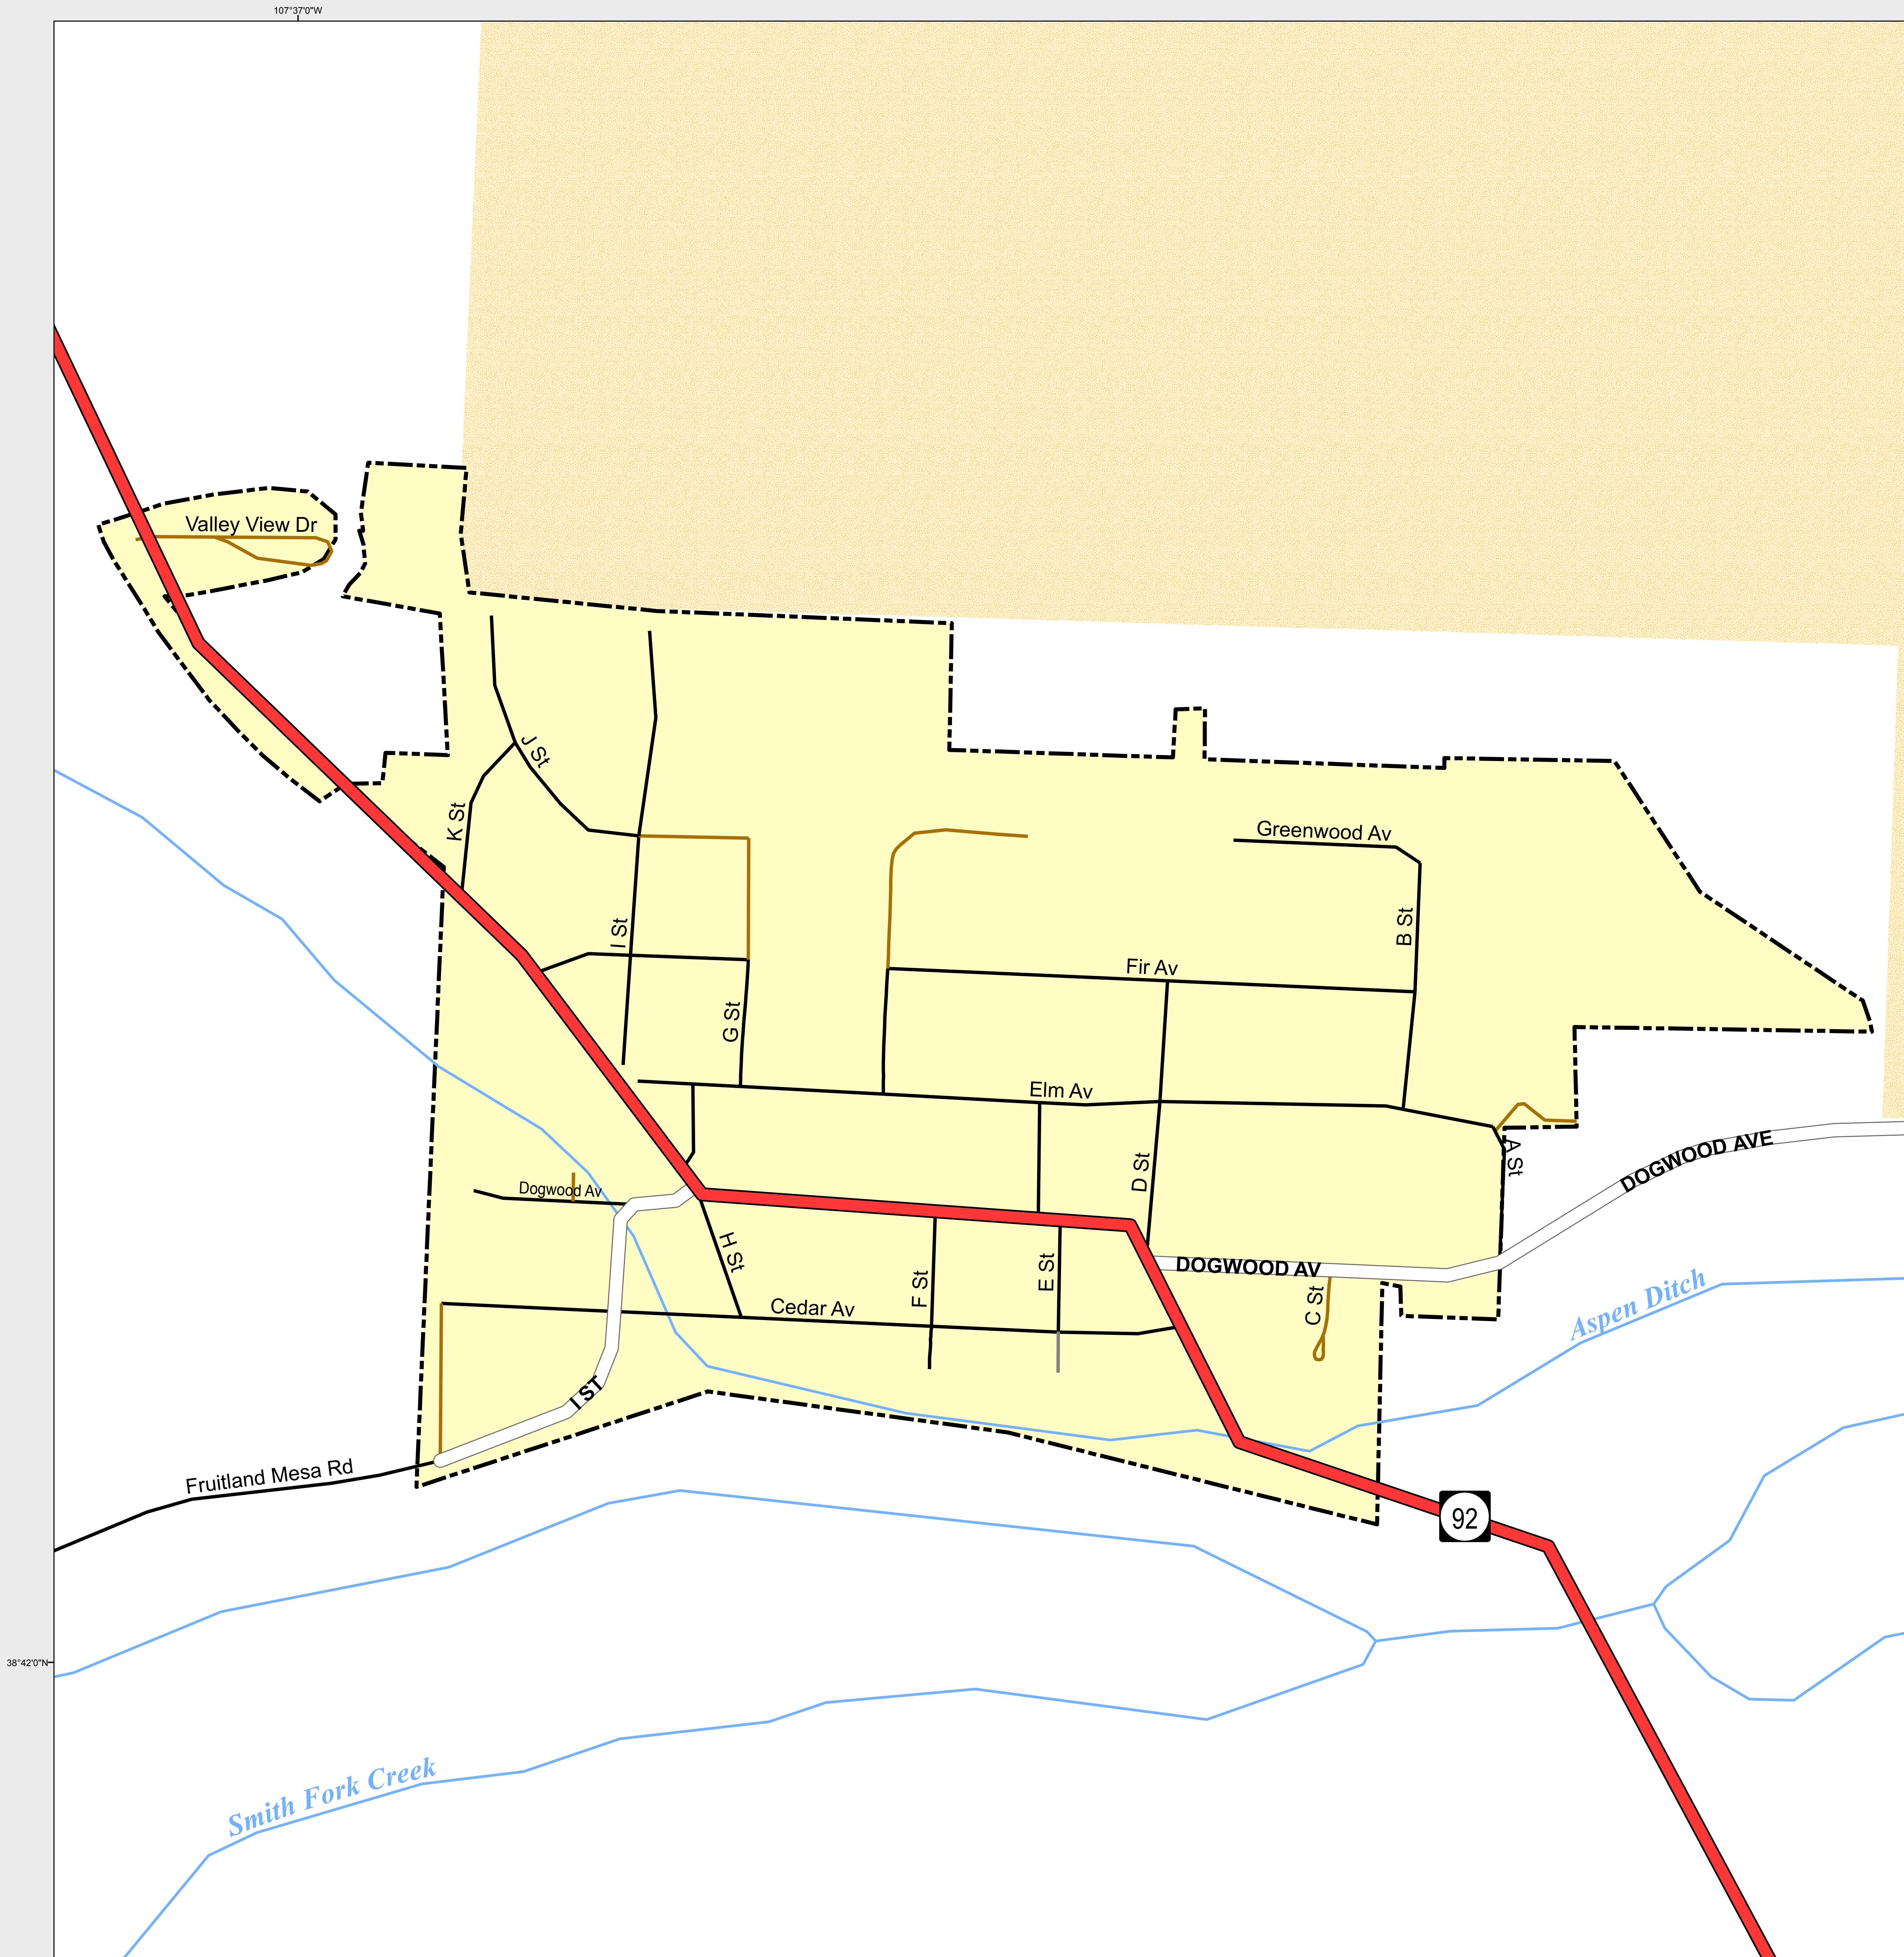 107°37'0"W
Valley View Dr
J St
K St
Greenwood Av
I St
B St
Fir Av
G St
Elm Av
A St
DOGWOOD AVE
D St
Dogwood Av
H St
E St
DOGWOOD AV
F St
C St
Aspen Ditch
Cedar Av
I ST
Fruitland Mesa Rd
92
38°42'0"N
Smith Fork Creek